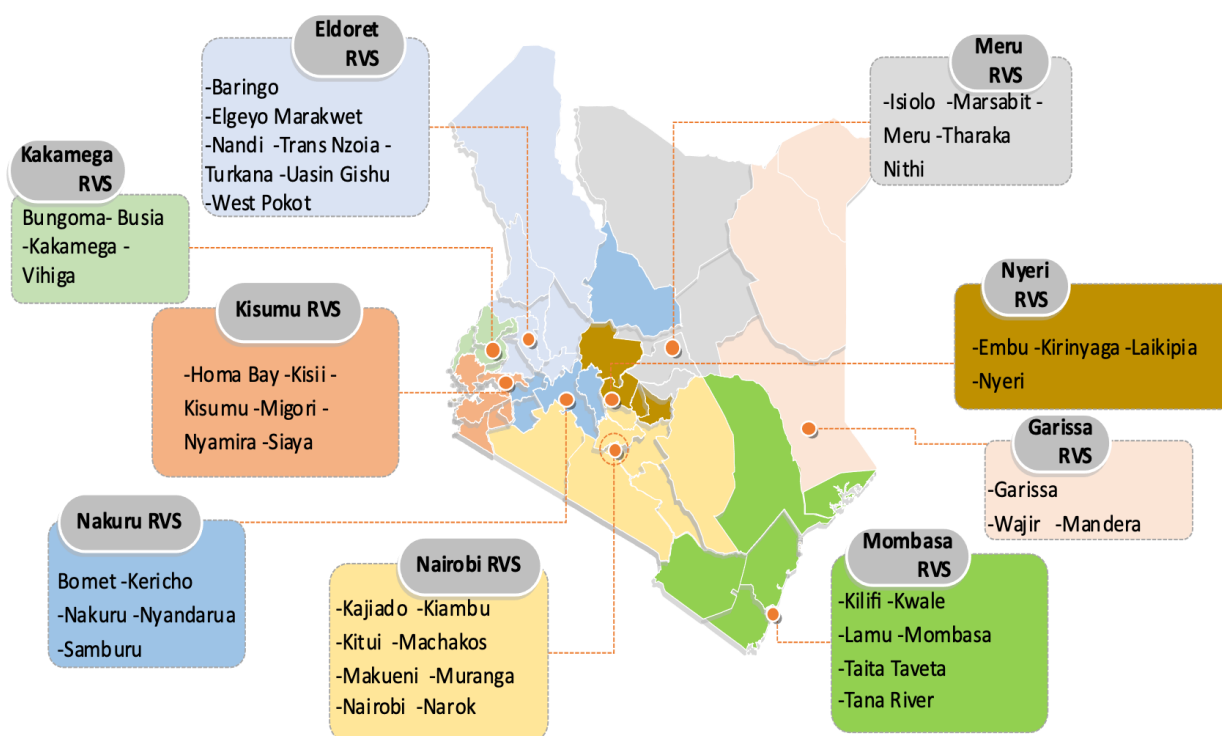 Eldoret
RVS
-Baringo
-Elgeyo Marakwet
-Nandi -Trans Nzoia -
Turkana -Uasin Gishu
-West Pokot
Meru
RVS
-Isiolo -Marsabit -
Meru -Tharaka
Nithi
Kakamega
RVS
Bungoma- Busia
-Kakamega -
Vihiga
Kisumu RVS
-Homa Bay -Kisii -
Kisumu -Migori -
Nyamira -Siaya
Nyeri
RVS
-Embu -Kirinyaga -Laikipia
-Nyeri
Garissa
RVS
-Garissa
-Wajir -Mandera
Nakuru RVS
Bomet -Kericho
-Nakuru -Nyandarua
-Samburu
Nairobi RVS
-Kajiado -Kiambu
-Kitui -Machakos
-Makueni -Muranga
-Nairobi -Narok
Mombasa
RVS
-Kilifi -Kwale
-Lamu -Mombasa
-Taita Taveta
-Tana River